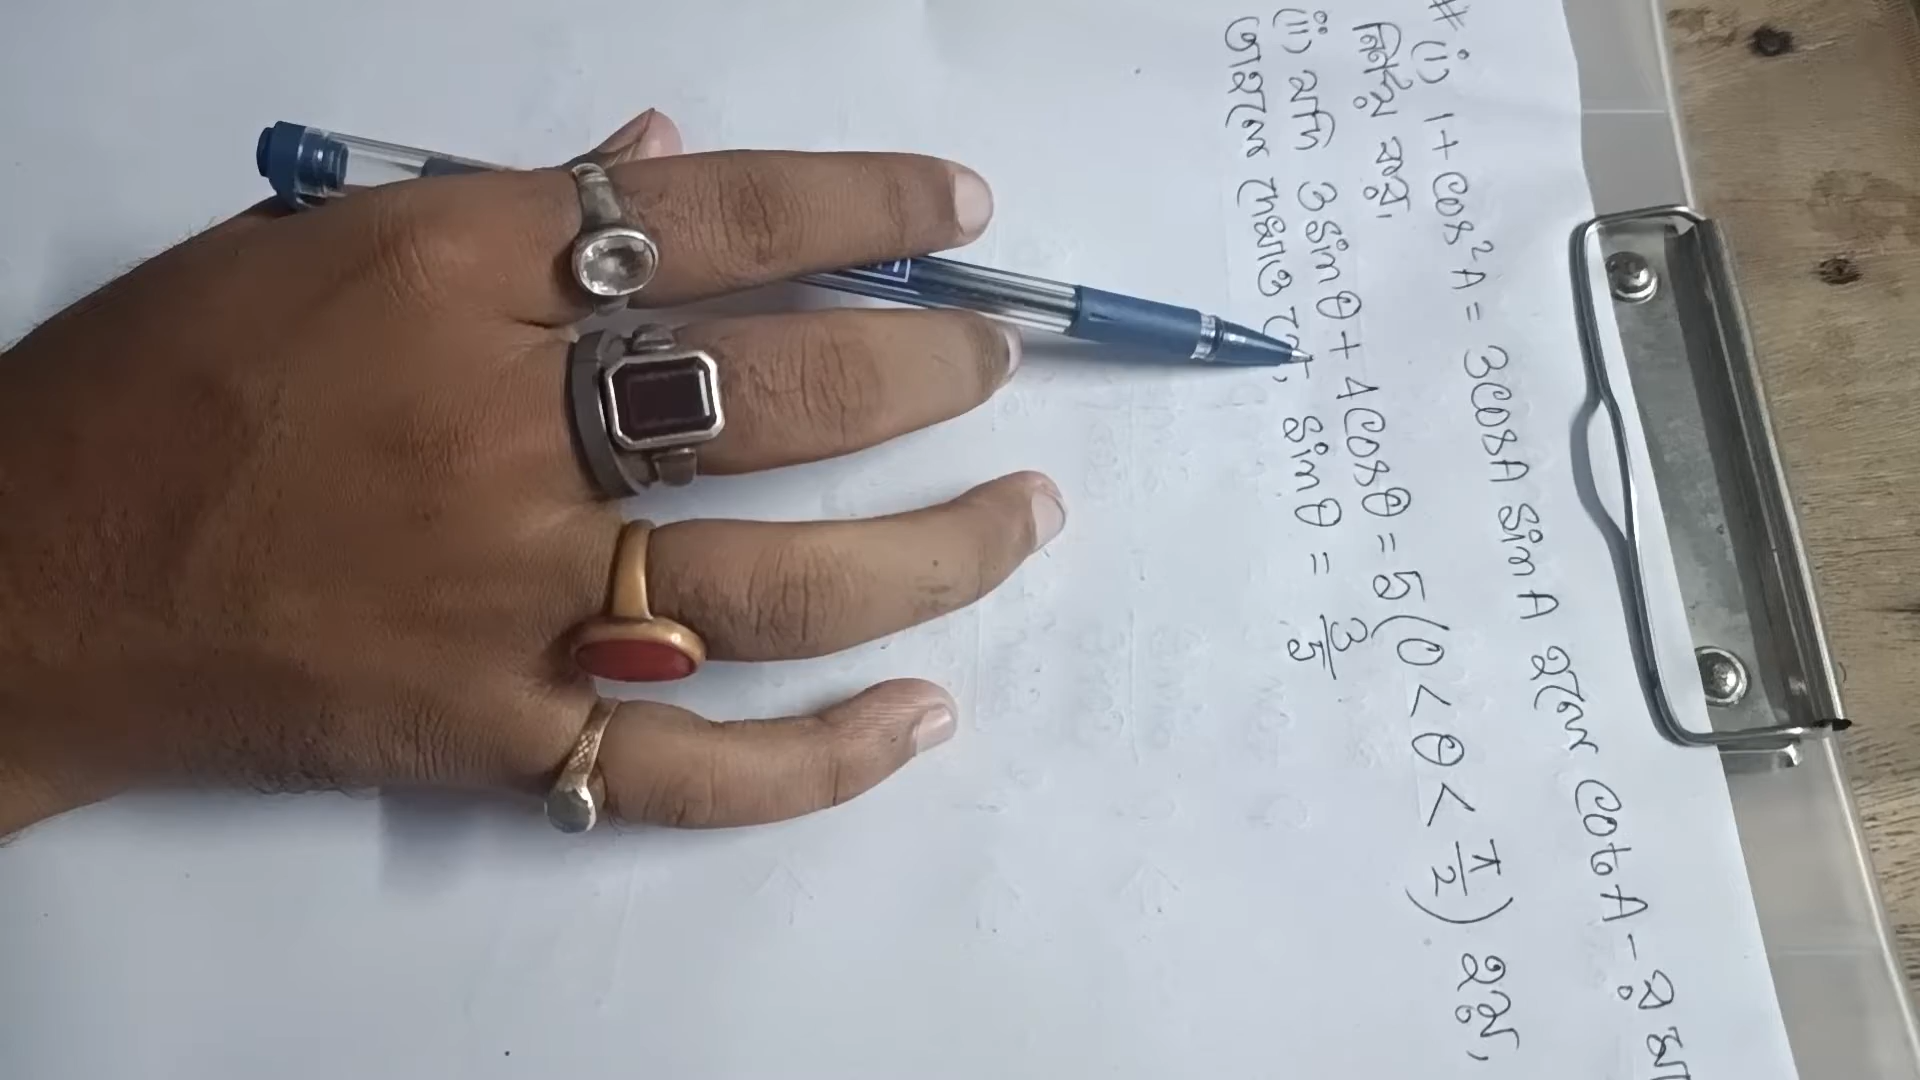 # (i) 1 + cos²A = 3cosA sinA হলে cotA-র মা
নির্ণয় কর,
(ii) যদি 3sinθ + 4cosθ = 5 (0 < θ < π/2) হয়,
তাহলে দেখাও যে, sinθ = 3/5